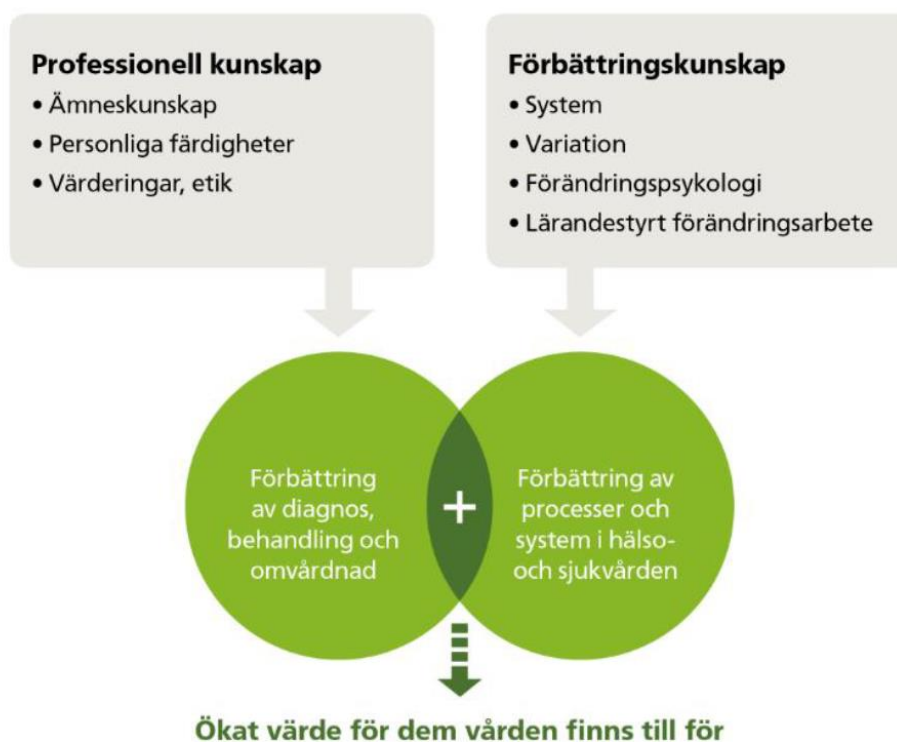 Professionell kunskap
• Ämneskunskap
• Personliga färdigheter
• Värderingar, etik
Förbättringskunskap
• System
• Variation
• Förändringspsykologi
• Lärandestyrt förändringsarbete
Förbättring
av diagnos,
behandling och
omvårdnad
+
Förbättring av
processer och
system i hälso-
och sjukvården
Ökat värde för dem vården finns till för